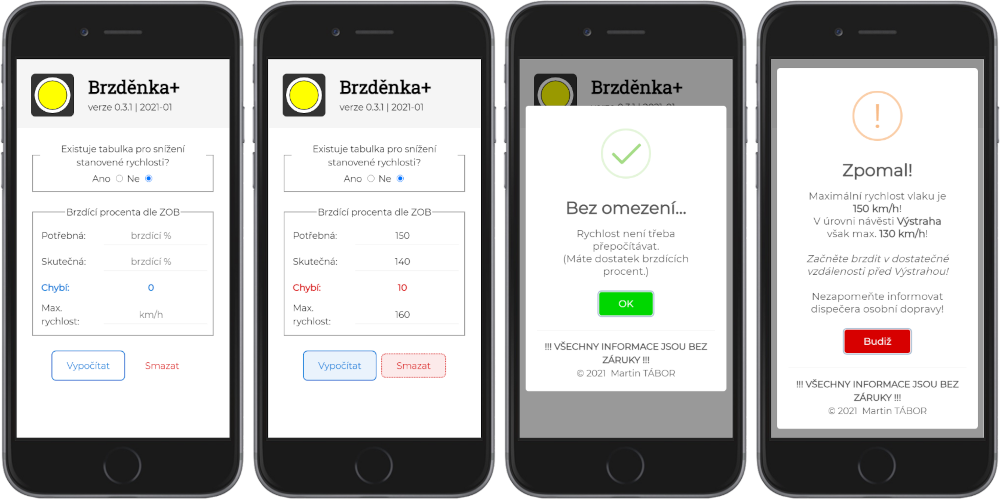 Brzděnka+
verze 0.3.1 | 2021-01
Existuje tabulka pro snížení
stanovené rychlosti?
Ano Ne
Brzdící procenta dle ZOB
Potřebná: brzdící %
Skutečná: brzdící %
Chybí: 0
Max.
rychlost: km/h
Vypočítat Smazat
Brzděnka+
verze 0.3.1 | 2021-01
Existuje tabulka pro snížení
stanovené rychlosti?
Ano Ne
Brzdící procenta dle ZOB
Potřebná: 150
Skutečná: 140
Chybí: 10
Max.
rychlost: 160
Vypočítat Smazat
Brzděnka+
verze 0.3.1 | 2021-01
Bez omezení...
Rychlost není třeba
přepočítávat.
(Máte dostatek brzdících
procent.)
OK
!!! VŠECHNY INFORMACE JSOU BEZ
ZÁRUKY !!!
© 2021 Martin TÁBOR
!
Zpomal!
Maximální rychlost vlaku je
150 km/h!
V úrovni návěsti Výstraha
však max. 130 km/h!
Začněte brzdit v dostatečné
vzdálenosti před Výstrahou!
Nezapomeňte informovat
dispečera osobní dopravy!
Budiž
!!! VŠECHNY INFORMACE JSOU BEZ
ZÁRUKY !!!
© 2021 Martin TÁBOR